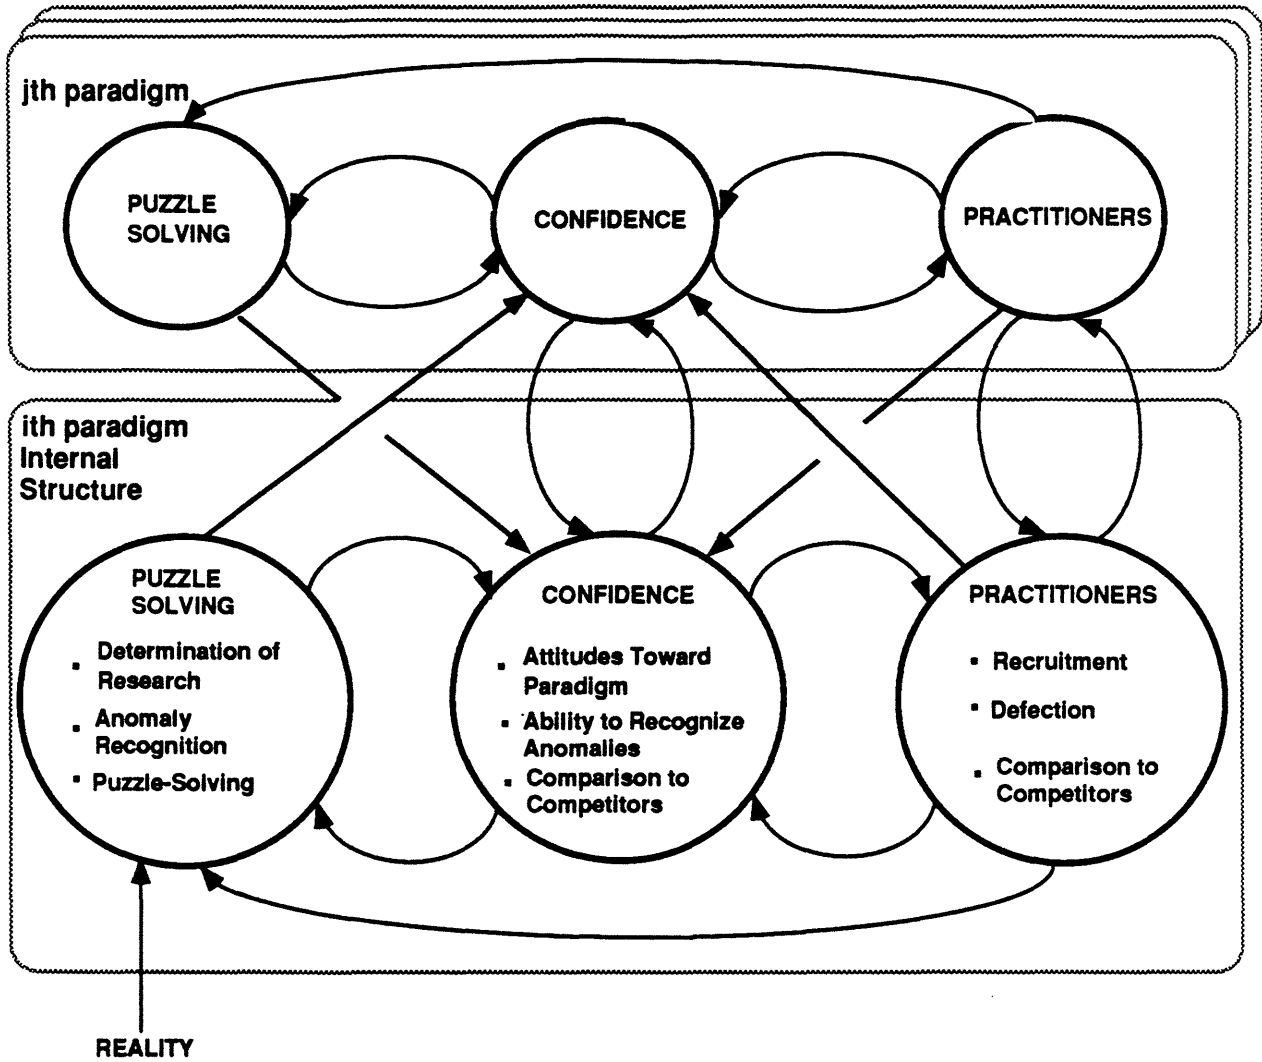 jth paradigm
PUZZLE
SOLVING
CONFIDENCE
PRACTITIONERS
ith paradigm
Internal
Structure
PUZZLE
SOLVING
. Determination of
Research
. Anomaly
Recognition
▪ Puzzle-Solving
CONFIDENCE
▪ Attitudes Toward
Paradigm
▪ Ability to Recognize
Anomalies
▪ Comparison to
Competitors
PRACTITIONERS
▪ Recruitment
▪ Defection
▪ Comparison to
Competitors
REALITY